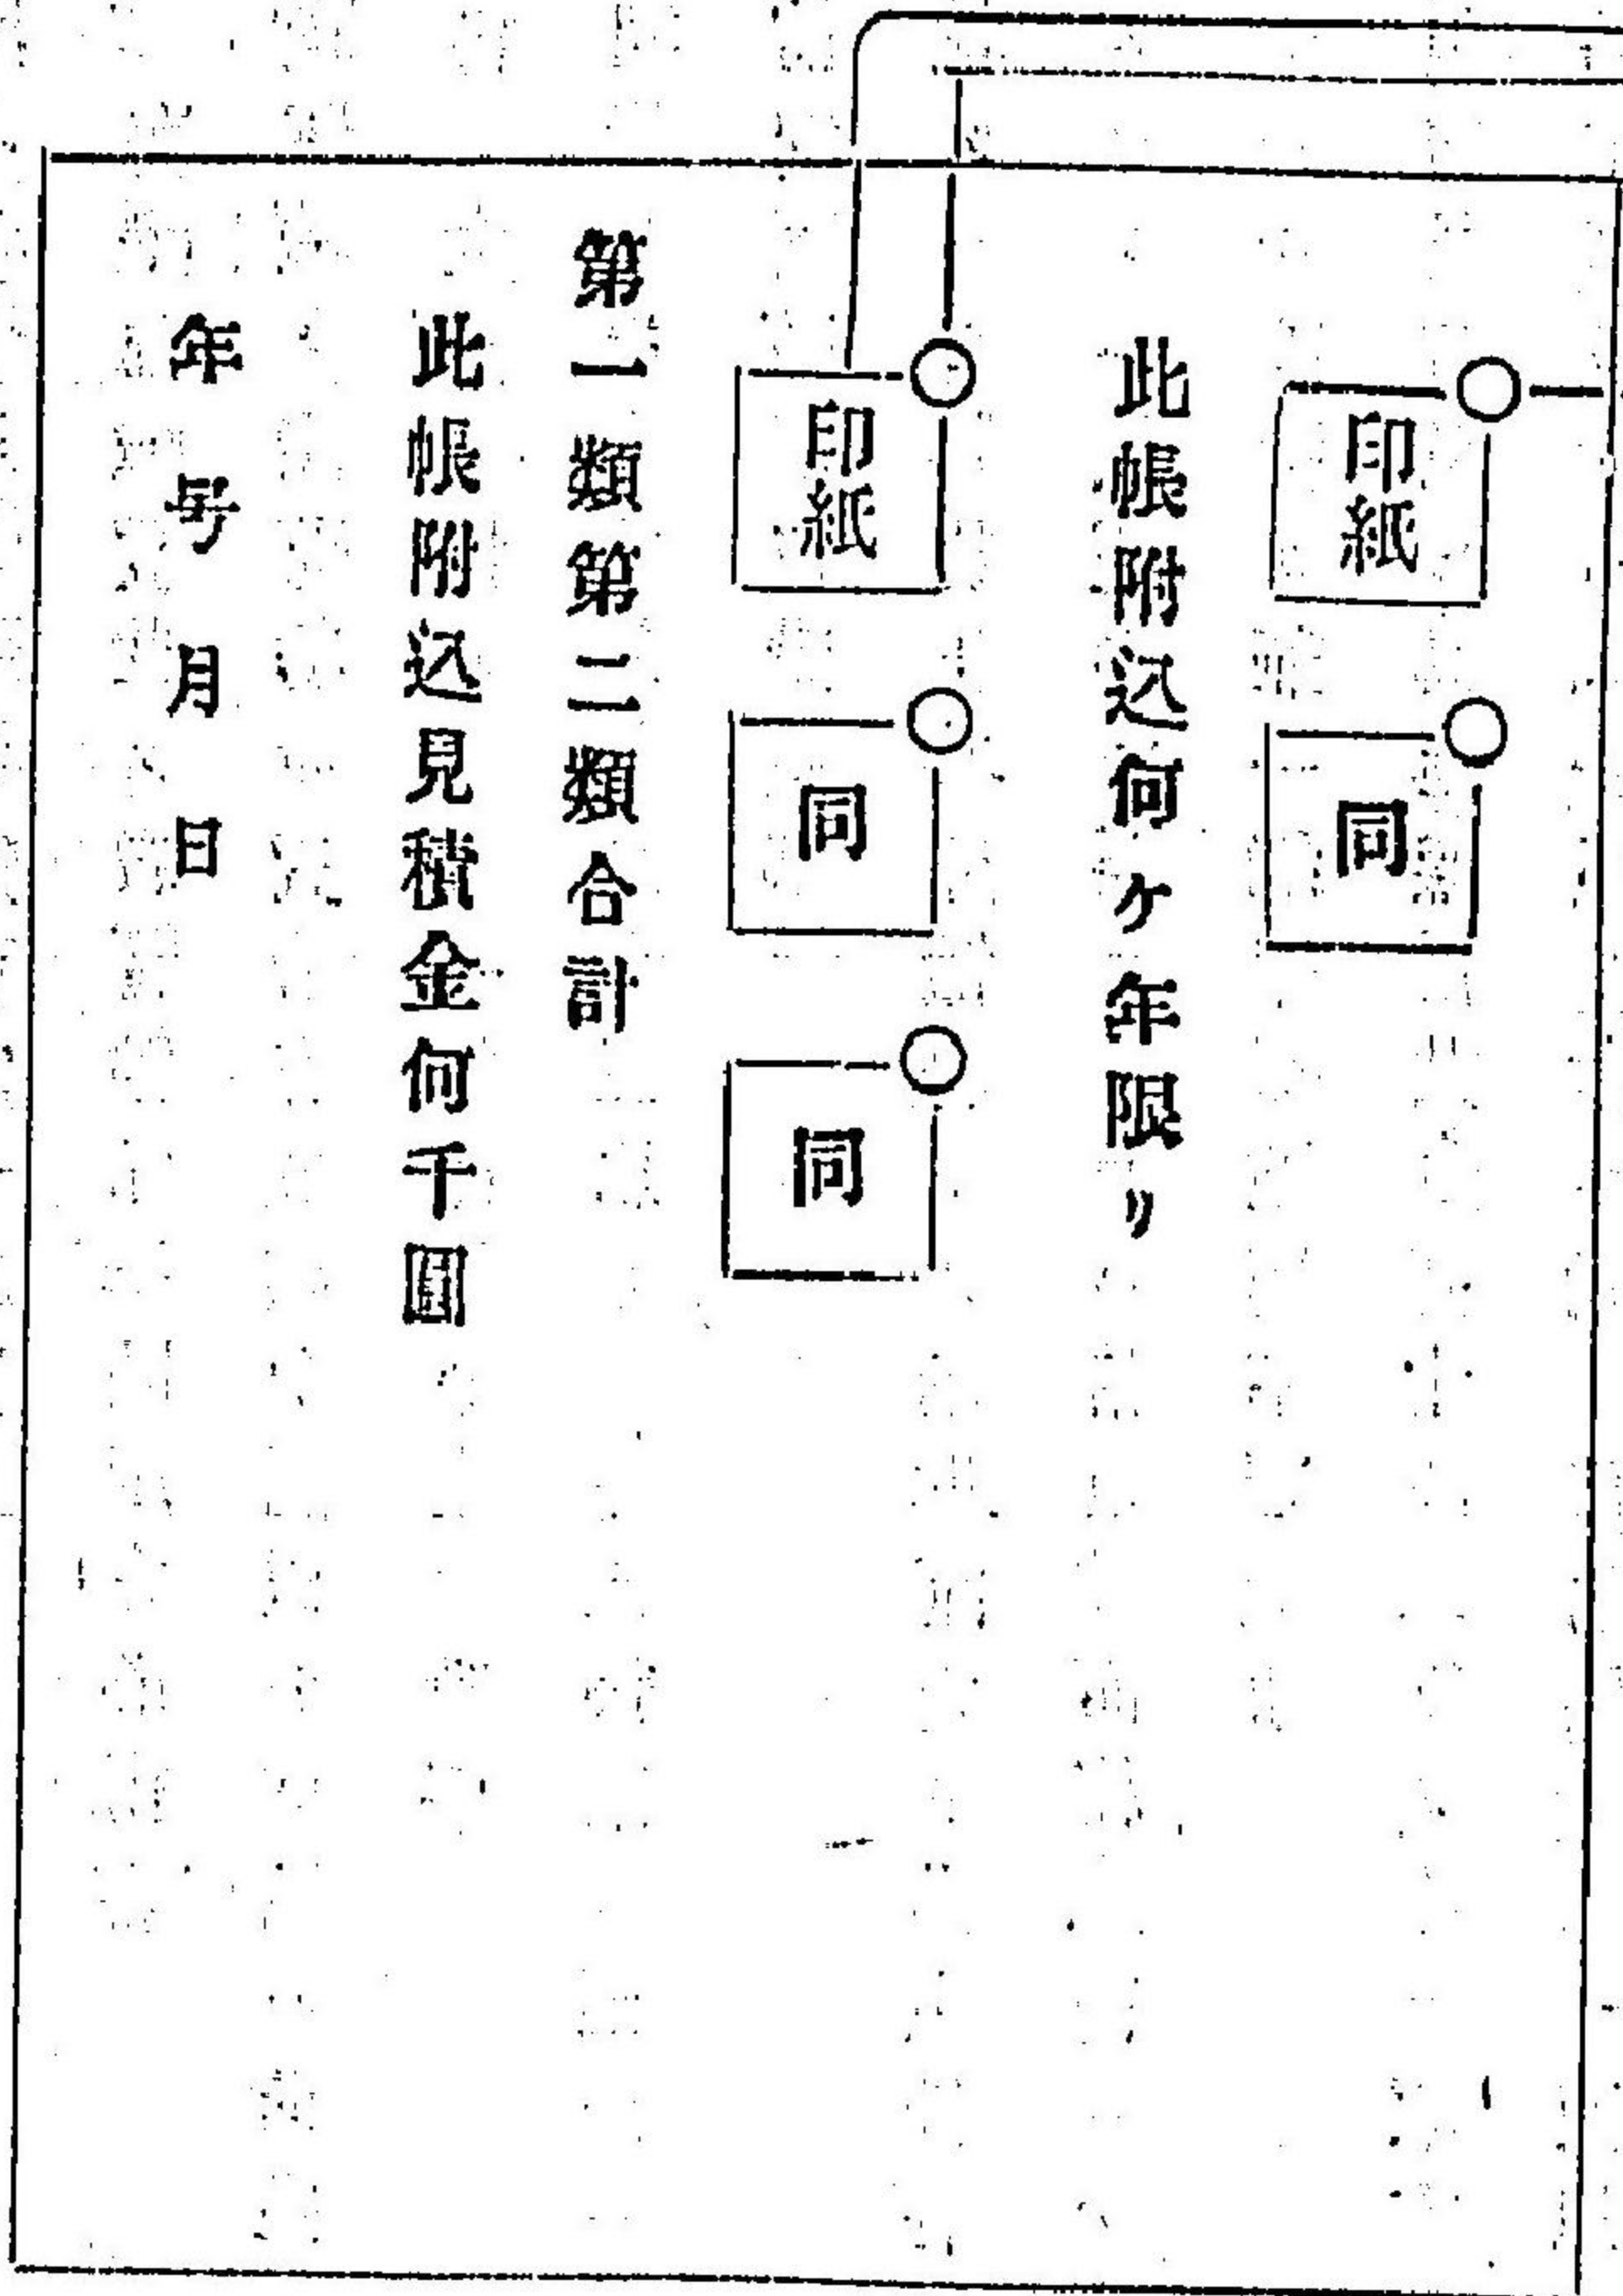 印紙
同
此帳附込何ケ年限リ
印紙
同
同
第一類第二類合計
此帳附込見積金何千圓
年号月日